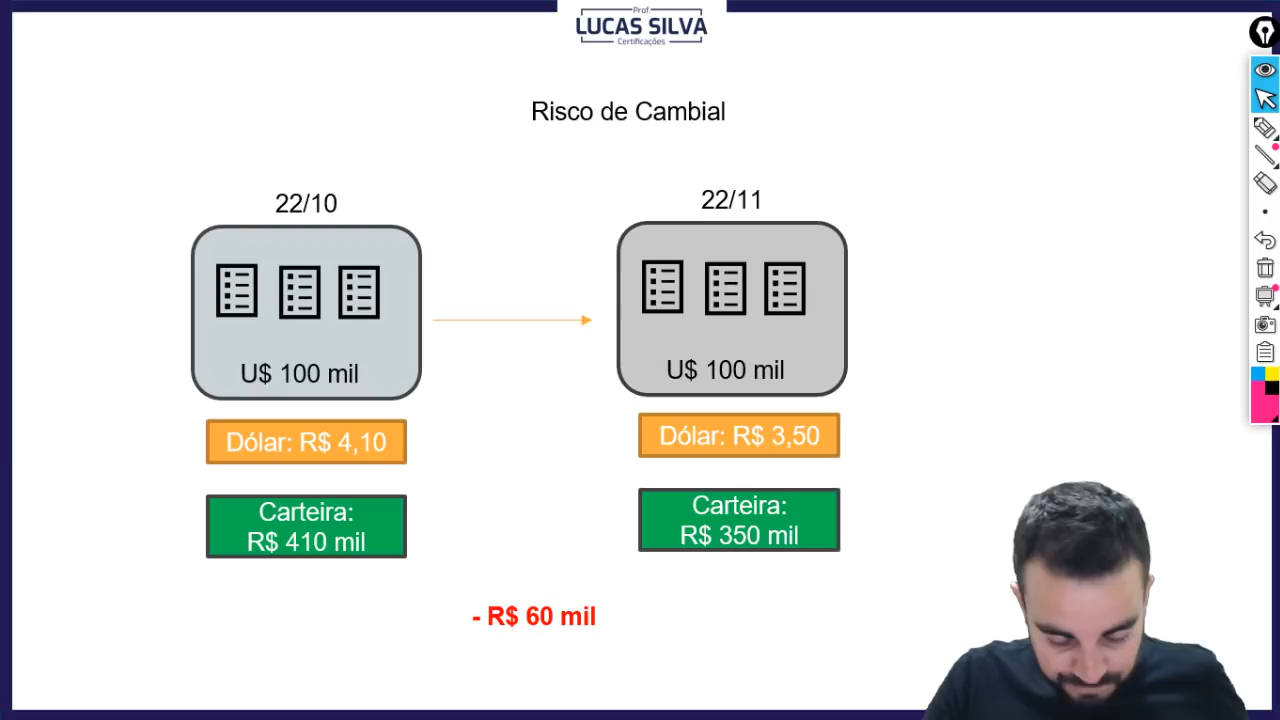 Prof.
LUCAS SILVA
Certificações
Risco de Cambial
22/10
22/11
U$ 100 mil
U$ 100 mil
Dólar: R$ 4,10
Dólar: R$ 3,50
Carteira:
R$ 410 mil
Carteira:
R$ 350 mil
- R$ 60 mil